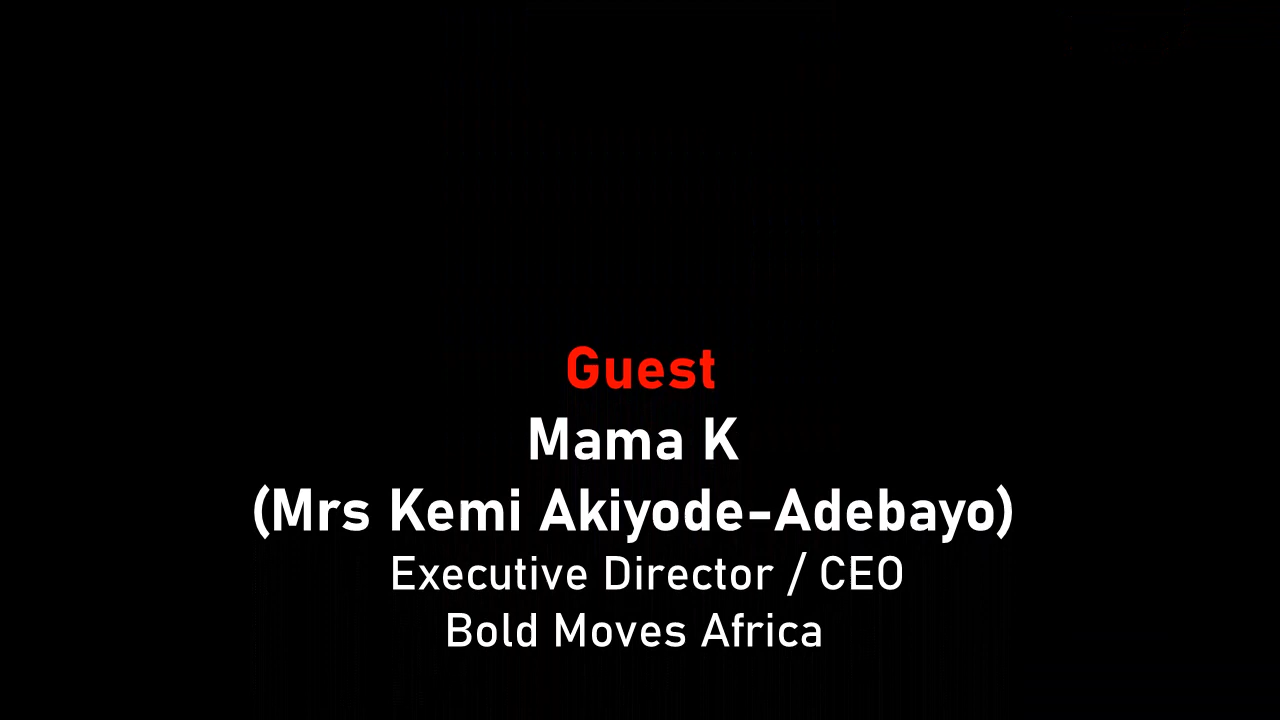 Guest
Mama K
(Mrs Kemi Akiyode-Adebayo)
Executive Director / CEO
Bold Moves Africa